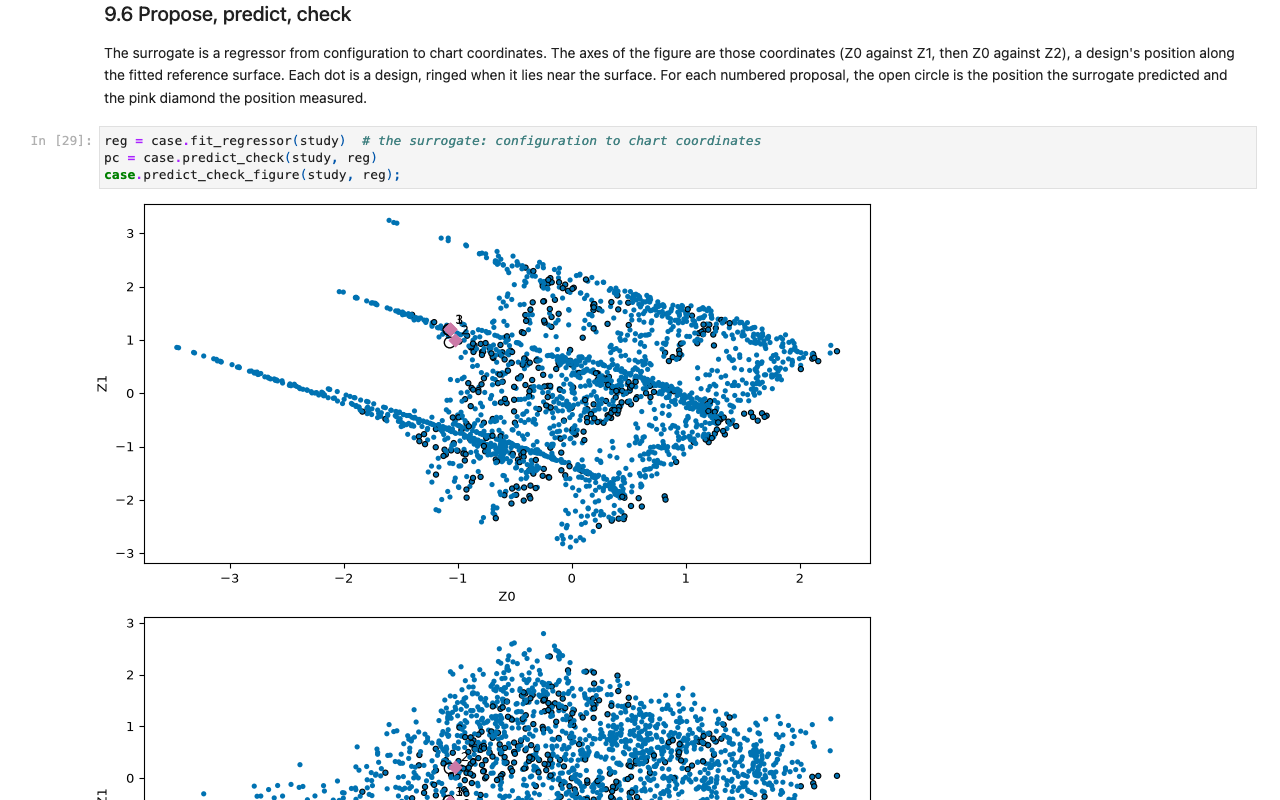 9.6 Propose, predict, check
The surrogate is a regressor from configuration to chart coordinates. The axes of the figure are those coordinates (Z0 against Z1, then Z0 against Z2), a design's position along
the fitted reference surface. Each dot is a design, ringed when it lies near the surface. For each numbered proposal, the open circle is the position the surrogate predicted and
the pink diamond the position measured.
In [29]: reg = case.fit_regressor(study)  # the surrogate: configuration to chart coordinates
pc = case.predict_check(study, reg)
case.predict_check_figure(study, reg);
3
2
1
0
−1
−2
−3
Z1
−3 −2 −1 0 1 2
Z0
3
2
1
0
Z1